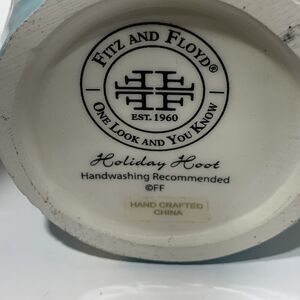 FITZ AND FLOYD®
EST. 1960
ONE LOOK AND YOU KNOW
Holiday Hoot
Handwashing Recommended
©FF
HAND CRAFTED
CHINA